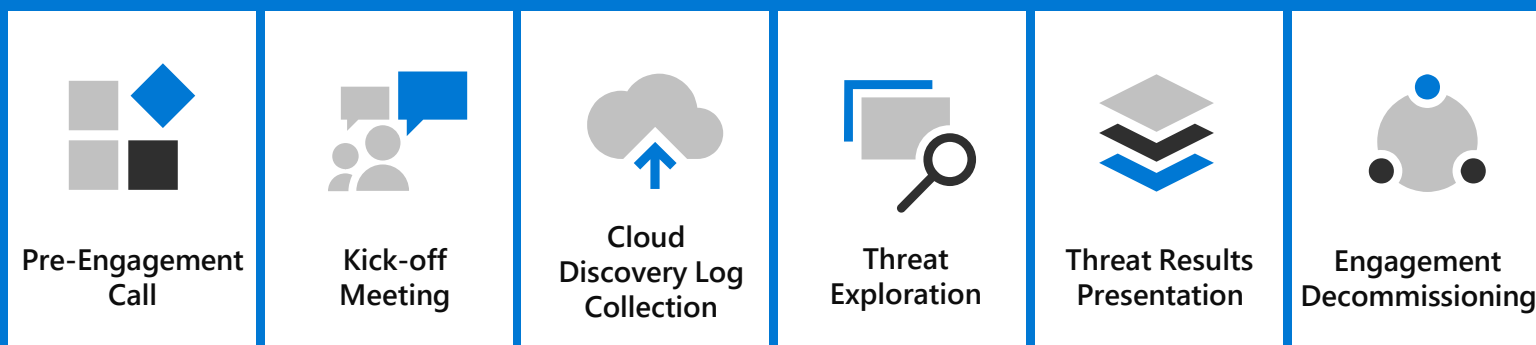 Pre-Engagement
Call
Kick-off
Meeting
Cloud
Discovery Log
Collection
Threat
Exploration
Threat Results
Presentation
Engagement
Decommissioning